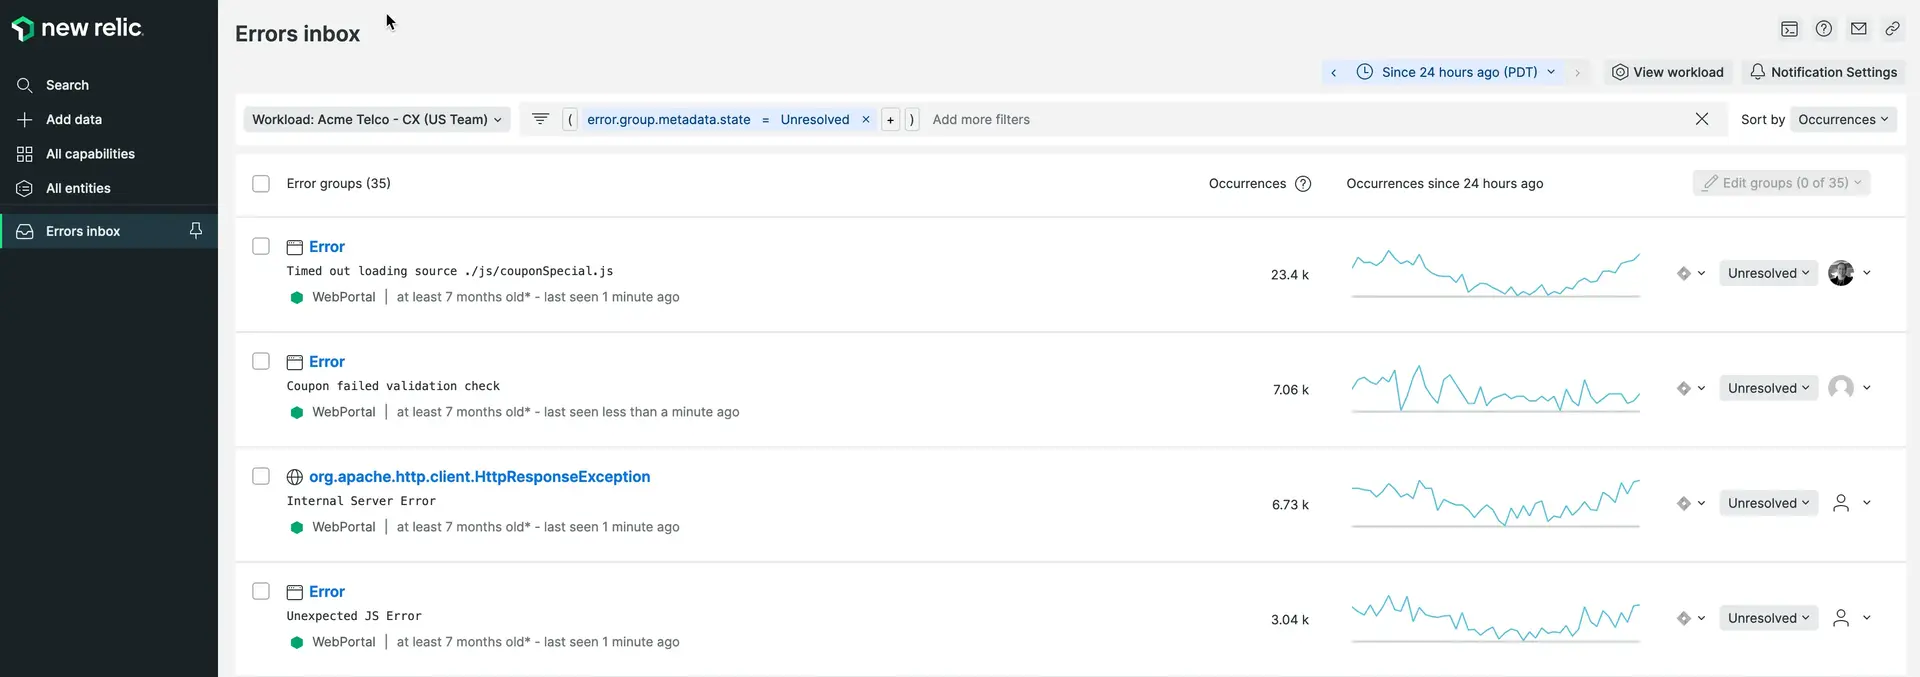 new relic
Errors inbox
Search
Add data
All capabilities
All entities
Errors inbox
Since 24 hours ago (PDT)
View workload
Notification Settings
Workload: Acme Telco - CX (US Team)
( error.group.metadata.state = Unresolved × + ) Add more filters
Sort by Occurrences
Error groups (35) Occurrences ? Occurrences since 24 hours ago Edit groups (0 of 35)
Error
Timed out loading source ./js/couponSpecial.js
WebPortal | at least 7 months old* - last seen 1 minute ago
23.4 k
Unresolved
Error
Coupon failed validation check
WebPortal | at least 7 months old* - last seen less than a minute ago
7.06 k
Unresolved
org.apache.http.client.HttpResponseException
Internal Server Error
WebPortal | at least 7 months old* - last seen 1 minute ago
6.73 k
Unresolved
Error
Unexpected JS Error
WebPortal | at least 7 months old* - last seen 1 minute ago
3.04 k
Unresolved